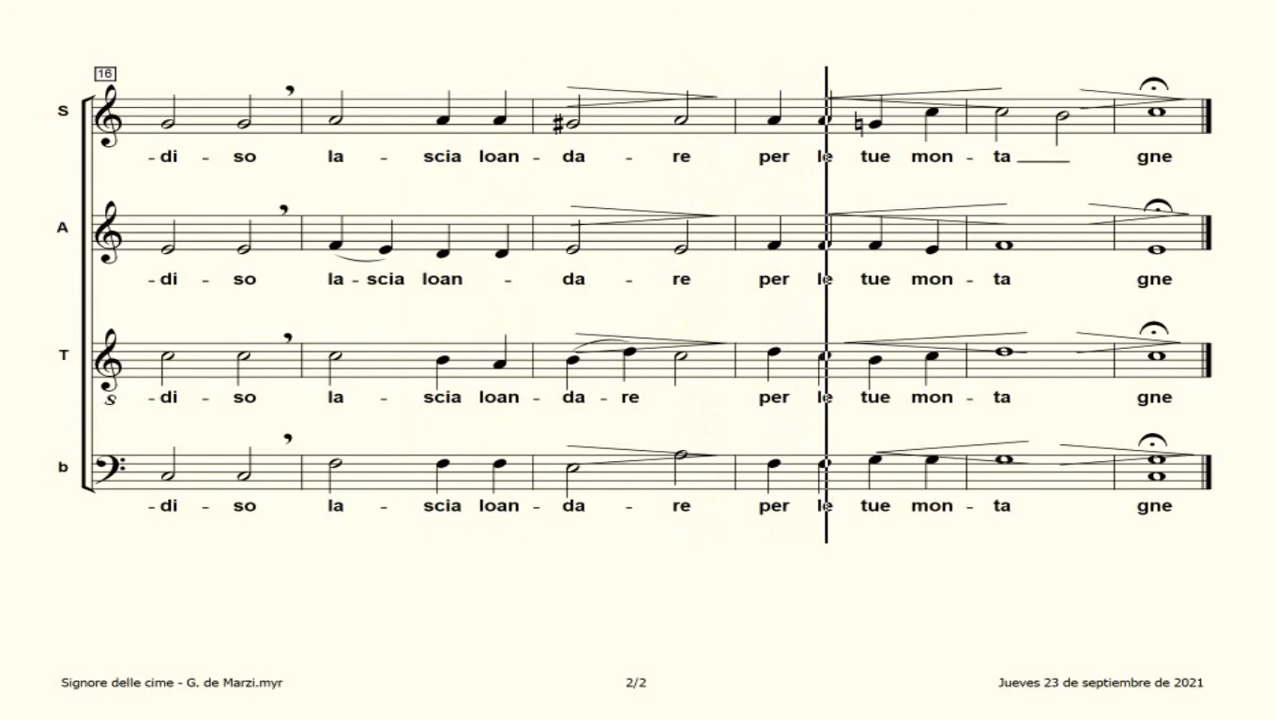 16
S
-di - so la - scia loan - da - re per le tue mon - ta gne
A
-di - so la - scia loan - da - re per le tue mon - ta gne
T
8
-di - so la - scia loan - da - re per le tue mon - ta gne
b
-di - so la - scia loan - da - re per le tue mon - ta gne
Signore delle cime - G. de Marzi.myr 2/2 Jueves 23 de septiembre de 2021